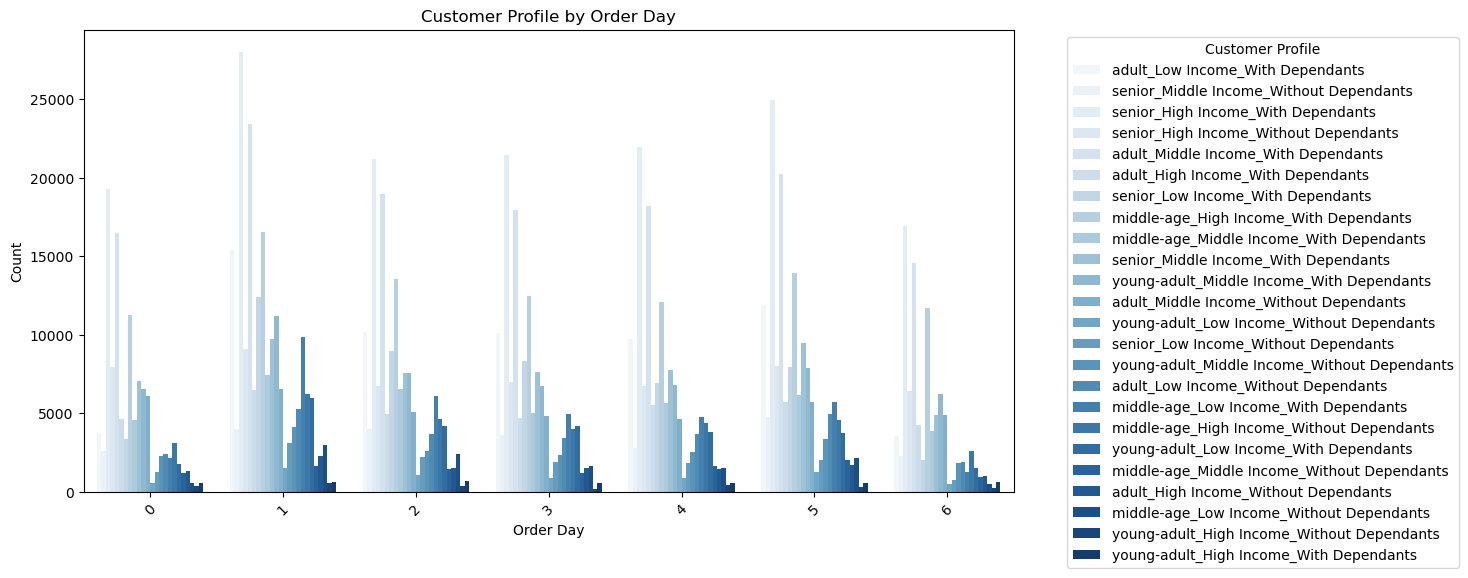 Customer Profile by Order Day
Count
25000
20000
15000
10000
5000
0
0
1
2
3
4
5
6
Order Day
Customer Profile
adult_Low Income_With Dependants
senior_Middle Income_Without Dependants
senior_High Income_With Dependants
senior_High Income_Without Dependants
adult_Middle Income_With Dependants
adult_High Income_With Dependants
senior_Low Income_With Dependants
middle-age_High Income_With Dependants
middle-age_Middle Income_With Dependants
senior_Middle Income_With Dependants
young-adult_Middle Income_With Dependants
adult_Middle Income_Without Dependants
young-adult_Low Income_Without Dependants
senior_Low Income_Without Dependants
young-adult_Middle Income_Without Dependants
adult_Low Income_Without Dependants
middle-age_Low Income_With Dependants
middle-age_High Income_Without Dependants
young-adult_Low Income_With Dependants
middle-age_Middle Income_Without Dependants
adult_High Income_Without Dependants
middle-age_Low Income_Without Dependants
young-adult_High Income_Without Dependants
young-adult_High Income_With Dependants